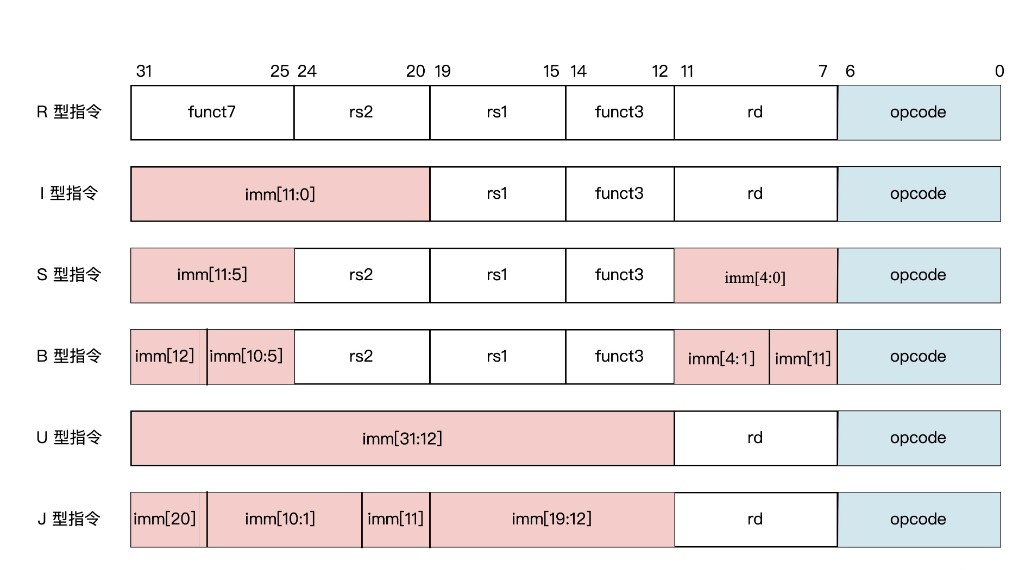 31 25 24 20 19 15 14 12 11 7 6 0
R 型指令 funct7 rs2 rs1 funct3 rd opcode
I 型指令 imm[11:0] rs1 funct3 rd opcode
S 型指令 imm[11:5] rs2 rs1 funct3 imm[4:0] opcode
B 型指令 imm[12] imm[10:5] rs2 rs1 funct3 imm[4:1] imm[11] opcode
U 型指令 imm[31:12] rd opcode
J 型指令 imm[20] imm[10:1] imm[11] imm[19:12] rd opcode